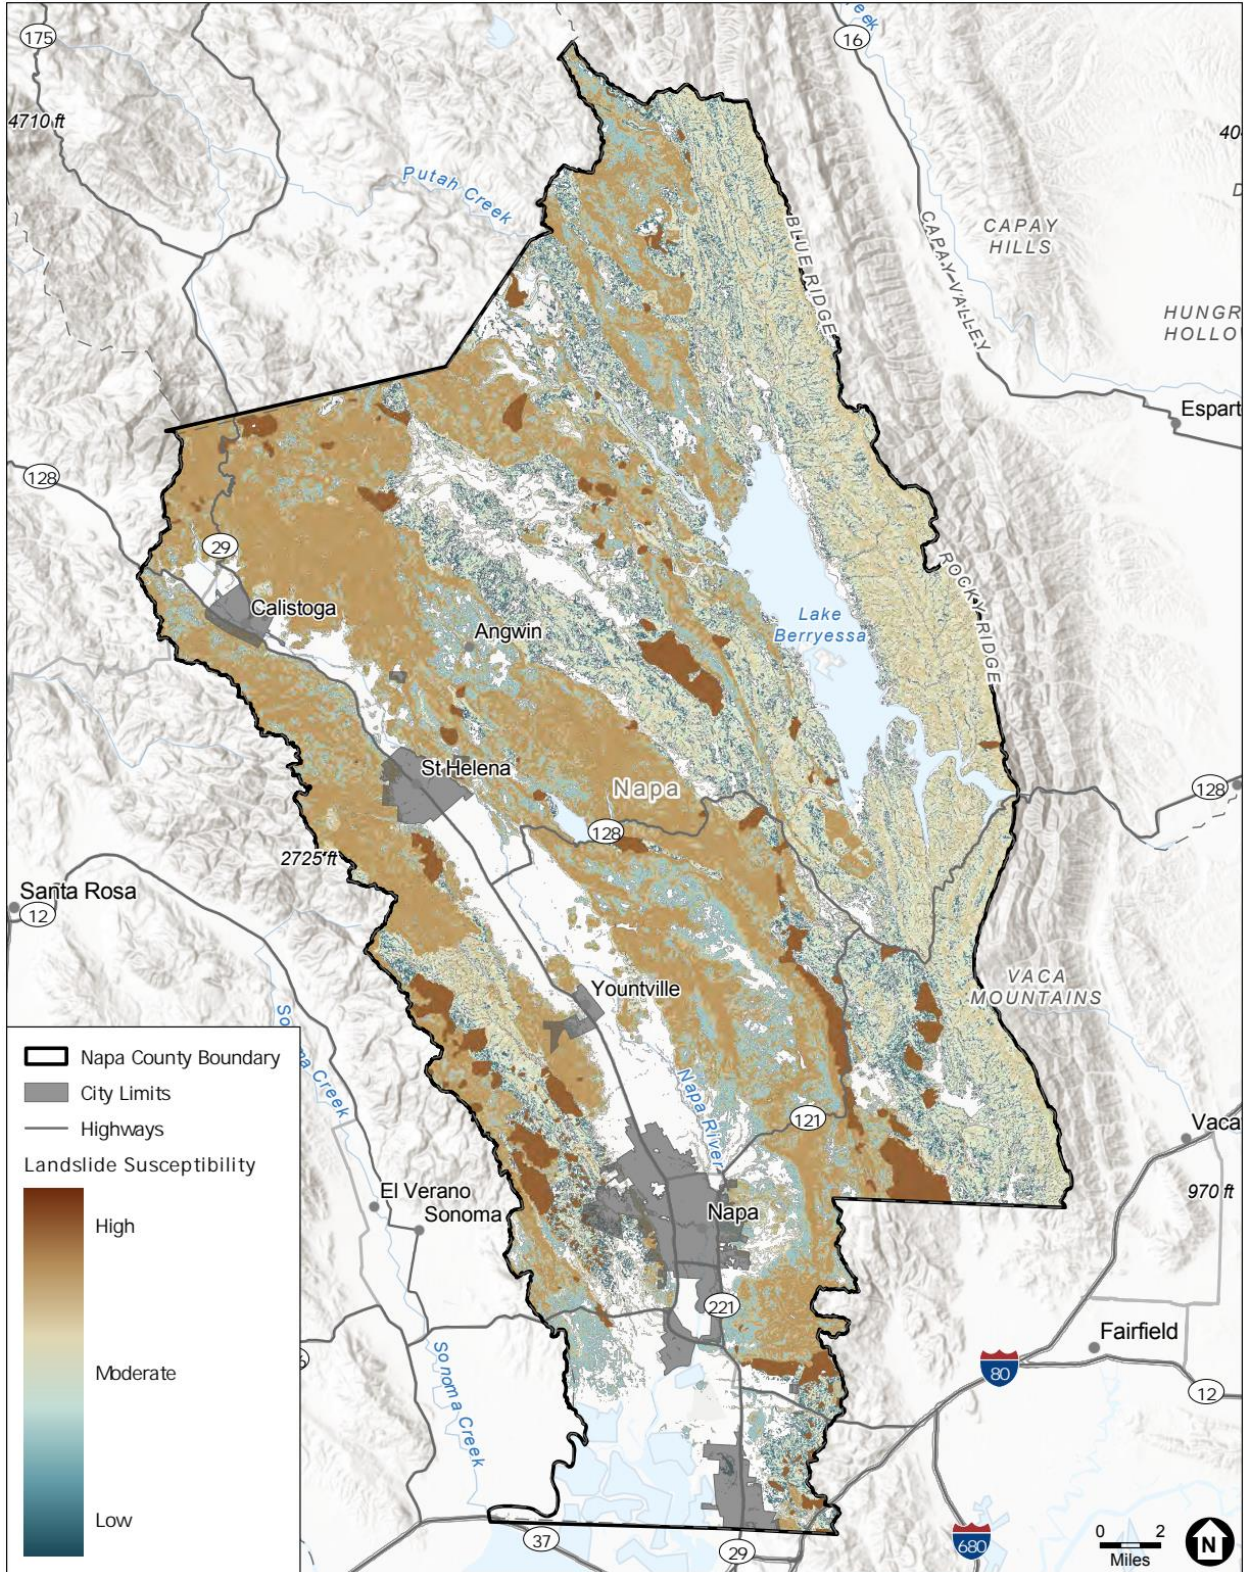 175
16
Creek
4710 ft
40
Putah Creek
BLUE RIDGE
CAPAY VALLEY
CAPAY
HILLS
D
HUNGR
HOLLO
Espart
128
29
Calistoga
Angwin
Lake
Berryessa
ROCKY RIDGE
St Helena
Napa
128
128
2725 ft
Santa Rosa
12
Yountville
VACA
MOUNTAINS
Sonoma Creek
Napa River
121
Vaca
970 ft
Napa County Boundary
City Limits
Highways
Landslide Susceptibility
High
Moderate
Low
El Verano
Sonoma
Napa
221
Sonoma Creek
Fairfield
80
12
37
29
680
0 2
Miles
N